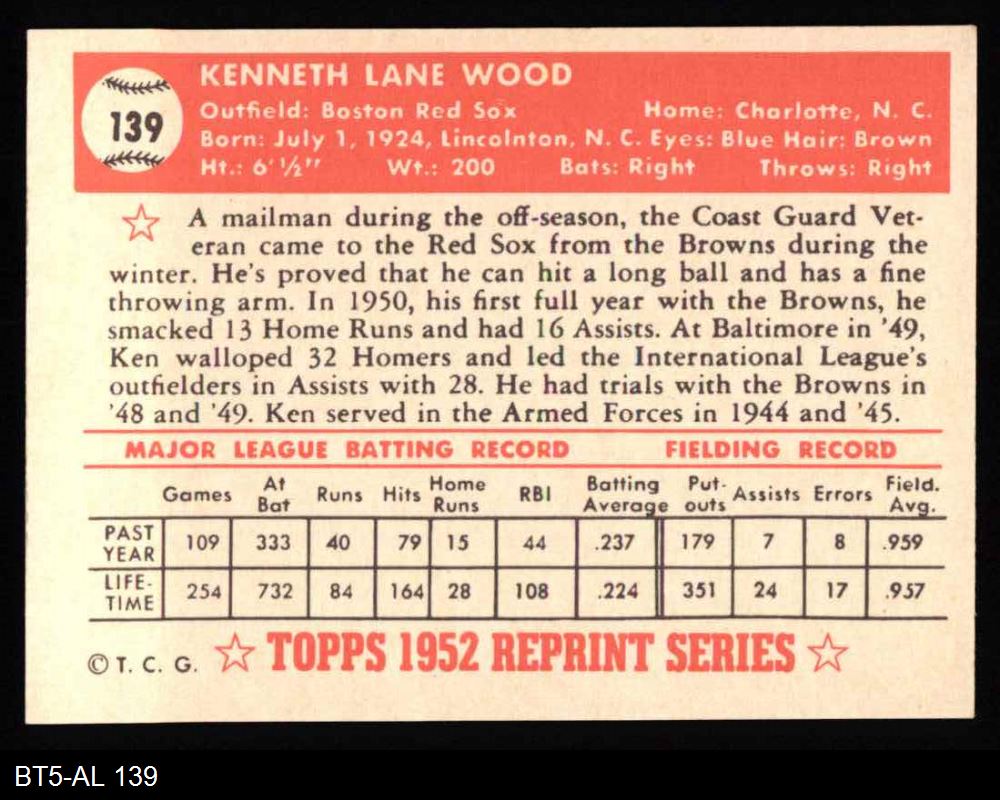 139
KENNETH LANE WOOD
Outfield: Boston Red Sox Home: Charlotte, N. C.
Born: July 1, 1924, Lincolnton, N. C. Eyes: Blue Hair: Brown
Ht.: 6' ½" Wt.: 200 Bats: Right Throws: Right
A mailman during the off-season, the Coast Guard Vet-
eran came to the Red Sox from the Browns during the
winter. He's proved that he can hit a long ball and has a fine
throwing arm. In 1950, his first full year with the Browns, he
smacked 13 Home Runs and had 16 Assists. At Baltimore in '49,
Ken walloped 32 Homers and led the International League's
outfielders in Assists with 28. He had trials with the Browns in
'48 and '49. Ken served in the Armed Forces in 1944 and '45.
MAJOR LEAGUE BATTING RECORD FIELDING RECORD
Games At Bat Runs Hits Home Runs RBI Batting Average Put-outs Assists Errors Field. Avg.
PAST YEAR 109 333 40 79 15 44 .237 179 7 8 .959
LIFE-TIME 254 732 84 164 28 108 .224 351 24 17 .957
© T. C. G. TOPPS 1952 REPRINT SERIES
BT5-AL 139